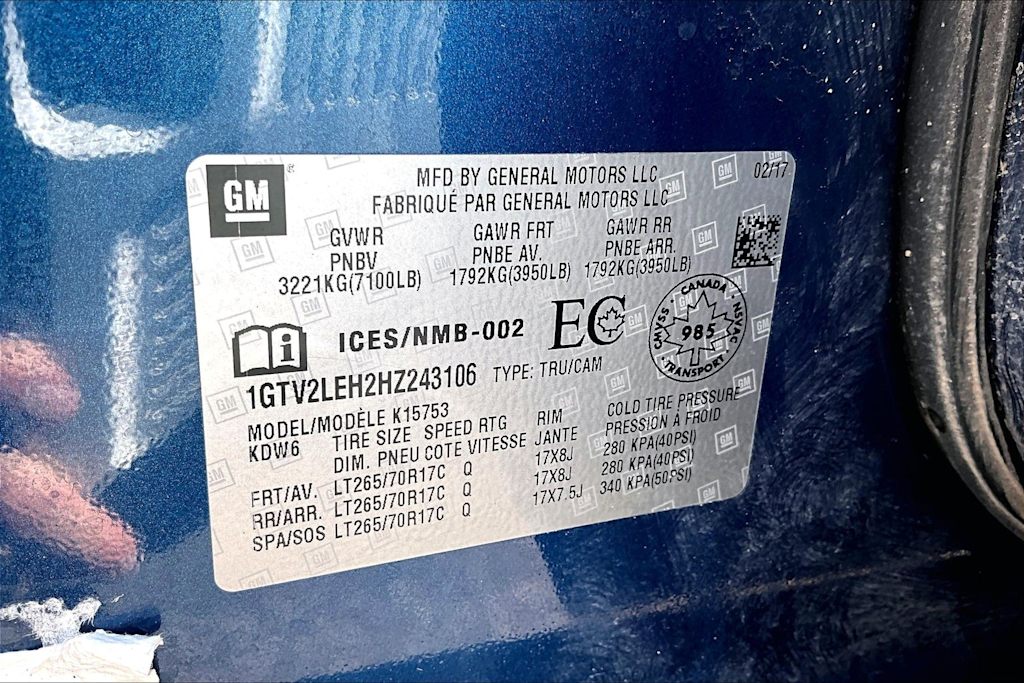 GM
MFD BY GENERAL MOTORS LLC 02/17
FABRIQUÉ PAR GENERAL MOTORS LLC
GVWR GAWR FRT GAWR RR
PNBV PNBE AV. PNBE ARR.
3221KG(7100LB) 1792KG(3950LB) 1792KG(3950LB)
ICES/NMB-002 EC
CANADA
CMVSS 985 NSVAC
TRANSPORT
1GTV2LEH2HZ243106 TYPE: TRU/CAM
MODEL/MODÈLE K15753
KDW6 TIRE SIZE SPEED RTG RIM COLD TIRE PRESSURE
DIM. PNEU COTE VITESSE JANTE PRESSION À FROID
FRT/AV. LT265/70R17C Q 17X8J 280 KPA(40PSI)
RR/ARR. LT265/70R17C Q 17X8J 280 KPA(40PSI)
SPA/SOS LT265/70R17C Q 17X7.5J 340 KPA(50PSI)